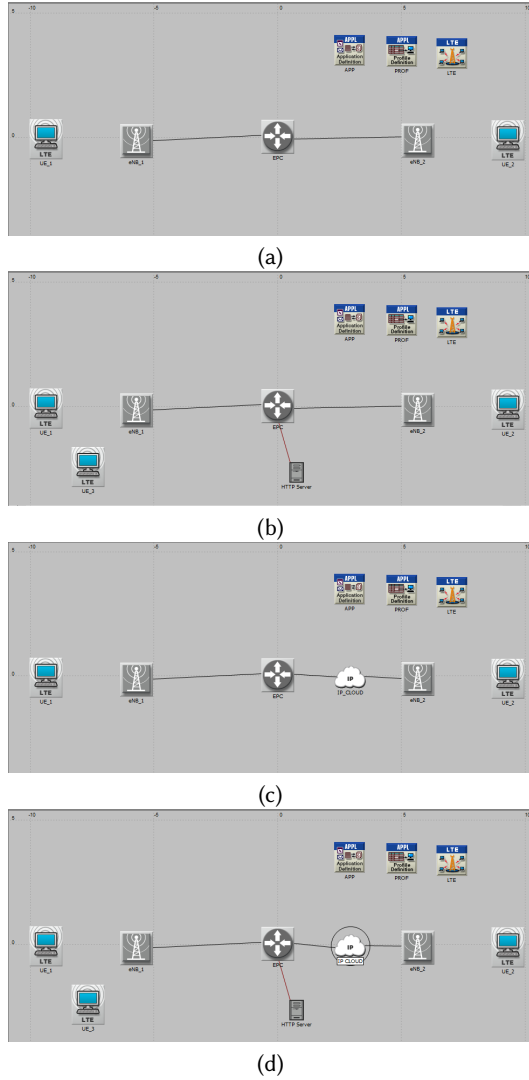 -10 -5 0 5 10
5
APPL APPL LTE
Application Definition Profile Definition
APP PROF LTE
0
LTE LTE
UE_1 eNB_1 EPC eNB_2 UE_2
(a)
-10 -5 0 5 10
5
APPL APPL LTE
Application Definition Profile Definition
APP PROF LTE
0
LTE LTE
UE_1 eNB_1 EPC eNB_2 UE_2
LTE
UE_3 HTTP Server
(b)
-10 -5 0 5 10
5
APPL APPL LTE
Application Definition Profile Definition
APP PROF LTE
0
LTE IP LTE
UE_1 eNB_1 EPC IP_CLOUD eNB_2 UE_2
(c)
-10 -5 0 5 10
5
APPL APPL LTE
Application Definition Profile Definition
APP PROF LTE
0
LTE IP LTE
UE_1 eNB_1 EPC IP CLOUD eNB_2 UE_2
LTE
UE_3 HTTP Server
(d)